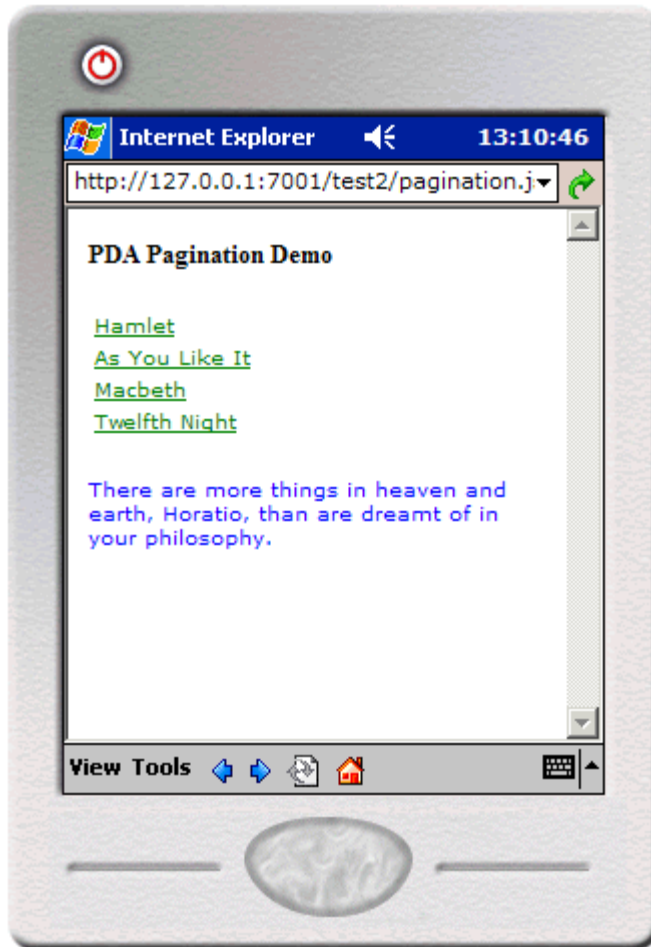 Internet Explorer 13:10:46
http://127.0.0.1:7001/test2/pagination.j
PDA Pagination Demo
Hamlet
As You Like It
Macbeth
Twelfth Night
There are more things in heaven and
earth, Horatio, than are dreamt of in
your philosophy.
View Tools